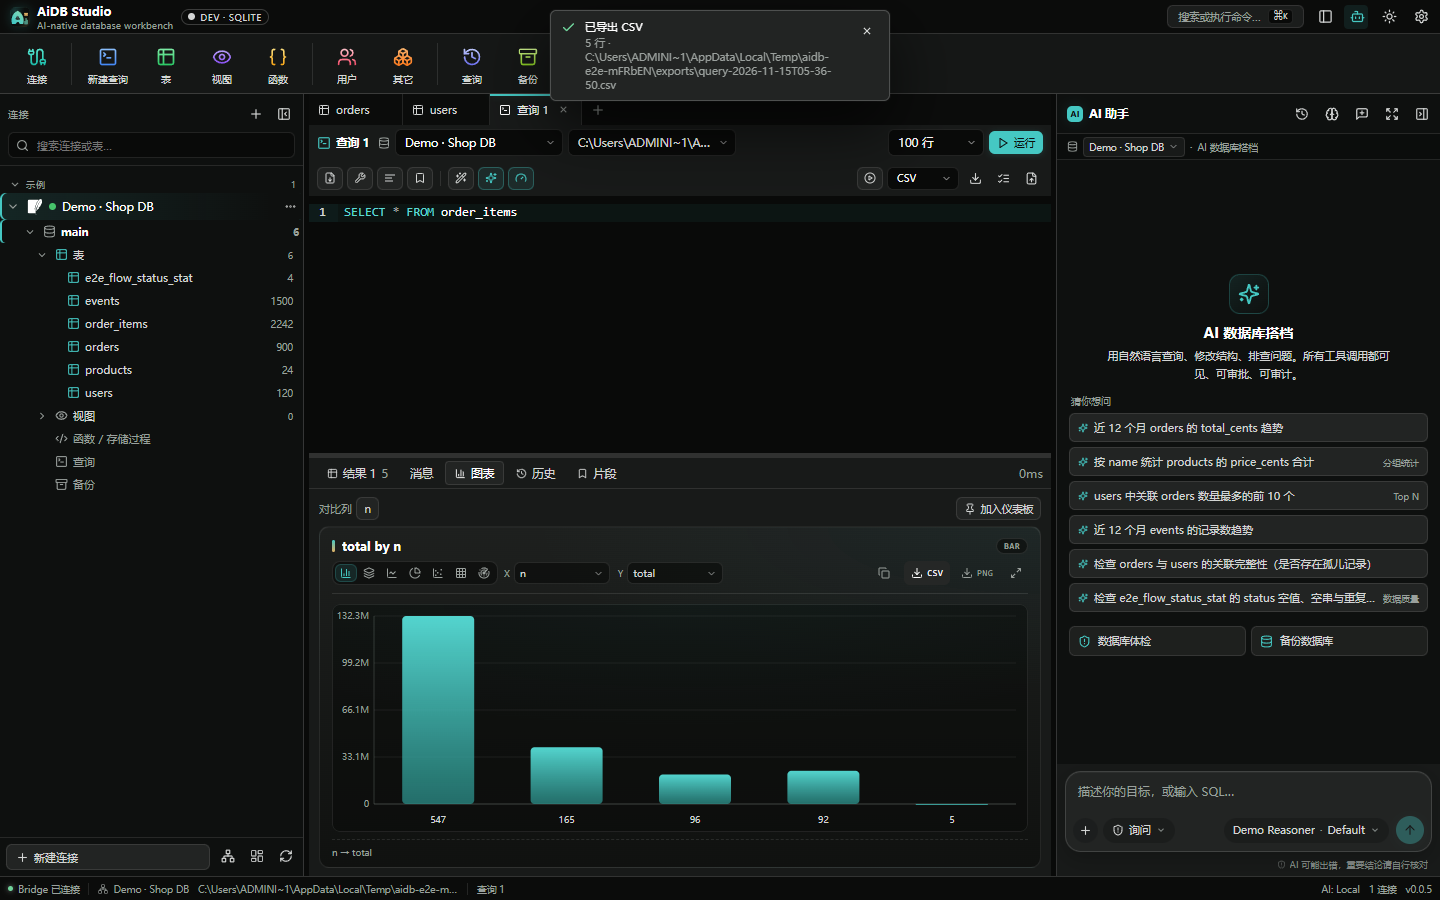 AiDB Studio
AI-native database workbench
DEV · SQLITE
搜索或执行命令...
⌘K
已导出 CSV
5 行 ·
C:\Users\ADMINI~1\AppData\Local\Temp\aidb-
e2e-mFRbEN\exports\query-2026-11-15T05-36-
50.csv
连接
新建查询
表
视图
函数
用户
其它
查询
备份
连接
搜索连接或表...
示例
1
Demo · Shop DB
main
6
表
6
e2e_flow_status_stat
4
events
1500
order_items
2242
orders
900
products
24
users
120
视图
0
函数 / 存储过程
查询
备份
新建连接
orders
users
查询 1
查询 1
Demo · Shop DB
C:\Users\ADMINI~1\A...
100 行
运行
CSV
1
SELECT * FROM order_items
结果 1 5
消息
图表
历史
片段
0ms
对比列
n
加入仪表板
total by n
BAR
X
n
Y
total
CSV
PNG
132.3M
99.2M
66.1M
33.1M
0
547
165
96
92
5
n → total
AI
AI 助手
Demo · Shop DB
· AI 数据库搭档
AI 数据库搭档
用自然语言查询、修改结构、排查问题。所有工具调用都可
见、可审批、可审计。
猜你想问
近 12 个月 orders 的 total_cents 趋势
按 name 统计 products 的 price_cents 合计
分组统计
users 中关联 orders 数量最多的前 10 个
Top N
近 12 个月 events 的记录数趋势
检查 orders 与 users 的关联完整性（是否存在孤儿记录）
检查 e2e_flow_status_stat 的 status 空值、空串与重复...
数据质量
数据库体检
备份数据库
描述你的目标，或输入 SQL...
询问
Demo Reasoner · Default
AI 可能出错，重要结论请自行核对
Bridge 已连接
Demo · Shop DB
C:\Users\ADMINI~1\AppData\Local\Temp\aidb-e2e-m...
查询 1
AI: Local
1 连接
v0.0.5